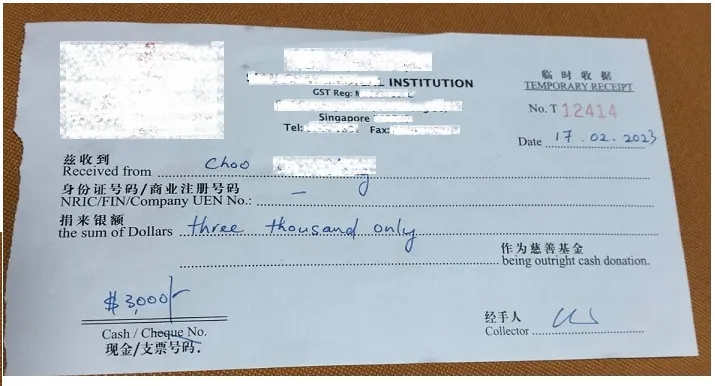 INSTITUTION
GST Reg:
Singapore
Tel: Fax:
临时收据
TEMPORARY RECEIPT
No. T 12414
Date 17.02.2023
兹收到
Received from Choo
身份证号码/商业注册号码
NRIC/FIN/Company UEN No.: –
捐来银额
the sum of Dollars three thousand only
作为慈善基金
being outright cash donation.
$3,000/-
Cash / Cheque No.
现金/支票号码.
经手人
Collector